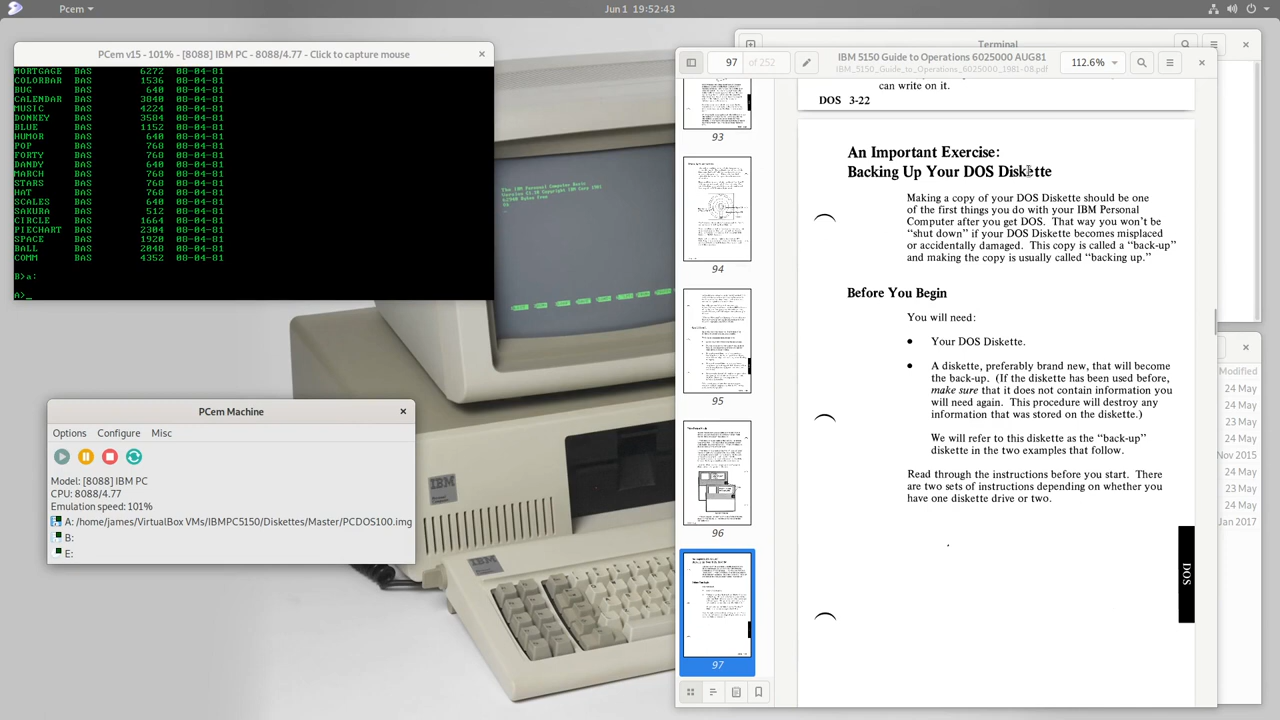 Pcem
Jun 1 19:52:43
PCem v15 - 101% - [8088] IBM PC - 8088/4.77 - Click to capture mouse
MORTGAGE BAS 6272 08-04-81
COLORBAR BAS 1536 08-04-81
BUG BAS 640 08-04-81
CALENDAR BAS 3840 08-04-81
MUSIC BAS 4224 08-04-81
DONKEY BAS 3584 08-04-81
BLUE BAS 1152 08-04-81
HUMOR BAS 640 08-04-81
POP BAS 768 08-04-81
FORTY BAS 768 08-04-81
DANDY BAS 640 08-04-81
MARCH BAS 768 08-04-81
STARS BAS 768 08-04-81
HAT BAS 768 08-04-81
SCALES BAS 640 08-04-81
SAKURA BAS 512 08-04-81
CIRCLE BAS 1664 08-04-81
PIECHART BAS 2304 08-04-81
SPACE BAS 1920 08-04-81
BALL BAS 2048 08-04-81
COMM BAS 4352 08-04-81
B>a:
A>_
The IBM Personal Computer Basic
Ok
IBM
IBM
PCem Machine
Options Configure Misc
Model: [8088] IBM PC
CPU: 8088/4.77
Emulation speed: 101%
A: /home/james/VirtualBox VMs/IBMPC5150/Diskettes/Master/PCDOS100.img
B:
E:
Terminal
97 of 252
IBM 5150 Guide to Operations 6025000 AUG81
IBM_5150_Guide_to_Operations_6025000_1981-08.pdf
112.6%
93
94
95
96
97
can write on it.
DOS 3-22
An Important Exercise:
Backing Up Your DOS Diskette
Making a copy of your DOS Diskette should be one
of the first things you do with your IBM Personal
Computer after you get DOS. That way you won't be
“shut down” if your DOS Diskette becomes misplaced
or accidentally damaged. This copy is called a “back-up”
and making the copy is usually called “backing up.”
Before You Begin
You will need:
• Your DOS Diskette.
• A diskette, preferably brand new, that will become
the back-up. (If the diskette has been used before,
make sure that it does not contain information you
will need again. This procedure will destroy any
information that was stored on the diskette.)
We will refer to this diskette as the “back-up”
diskette in the two examples that follow.
Read through the instructions before you start. There
are two sets of instructions depending on whether you
have one diskette drive or two.
DOS
Modified
24 May
24 May
23 May
24 May
Nov 2015
24 May
23 May
24 May
Jan 2017